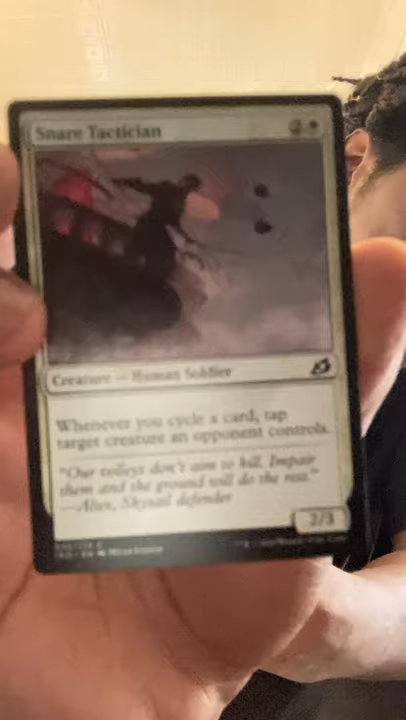 Snare Tactician 2
Creature — Human Soldier
Whenever you cycle a card, tap
target creature an opponent controls.
"Our volleys don't aim to kill. Impair
them and the ground will do the rest."
—Alex, Skysail defender
2/3